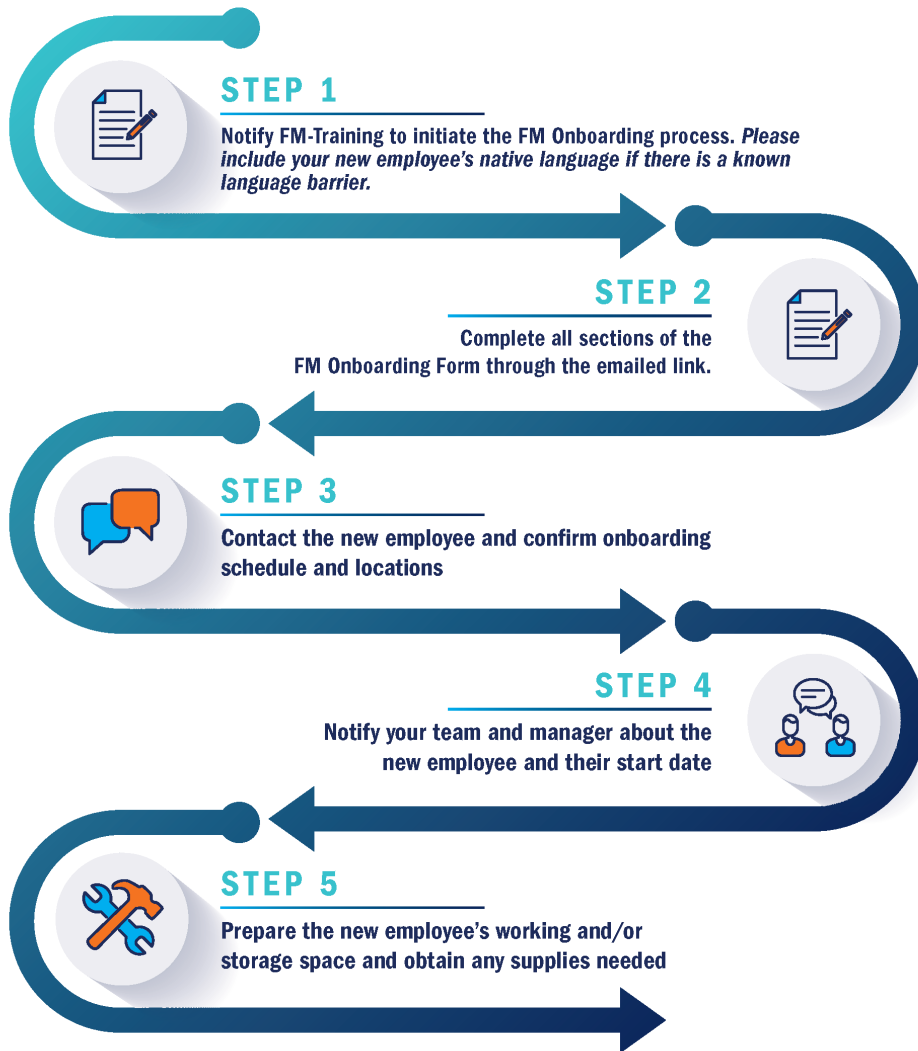 STEP 1
Notify FM-Training to initiate the FM Onboarding process. Please
include your new employee's native language if there is a known
language barrier.
STEP 2
Complete all sections of the
FM Onboarding Form through the emailed link.
STEP 3
Contact the new employee and confirm onboarding
schedule and locations
STEP 4
Notify your team and manager about the
new employee and their start date
STEP 5
Prepare the new employee's working and/or
storage space and obtain any supplies needed